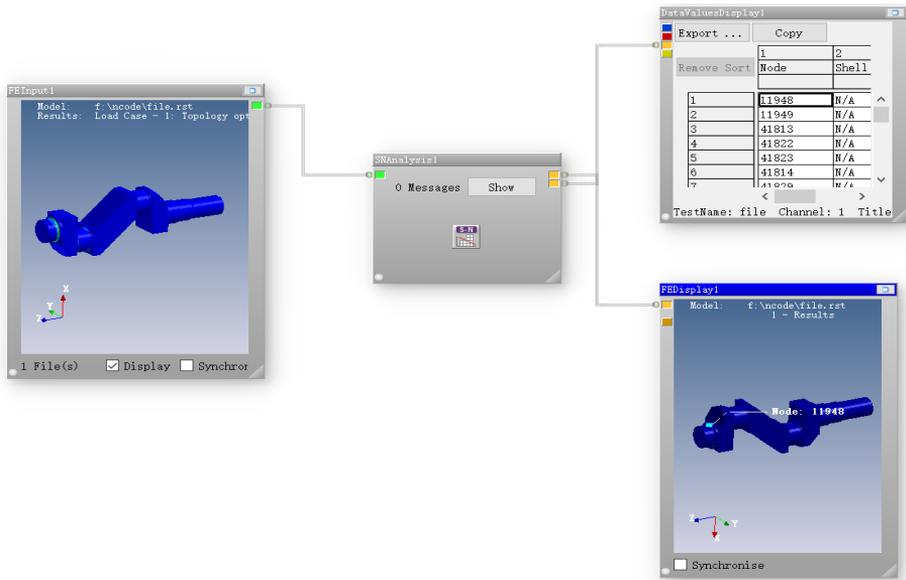 FEInput1
Model: f:\ncode\file.rst
Results: Load Case - 1: Topology opt
X
Y
Z
1 File(s) Display Synchror
SNAnalysis1
0 Messages Show
S-N
DataValuesDisplay1
Export ... Copy
Remove Sort
1 2
Node Shell
1 11948 N/A
2 11949 N/A
3 41813 N/A
4 41822 N/A
5 41823 N/A
6 41814 N/A
7 41829 N/A
TestName: file Channel: 1 Title
FEDisplay1
Model: f:\ncode\file.rst
1 - Results
Node: 11948
Z
Y
X
Synchronise